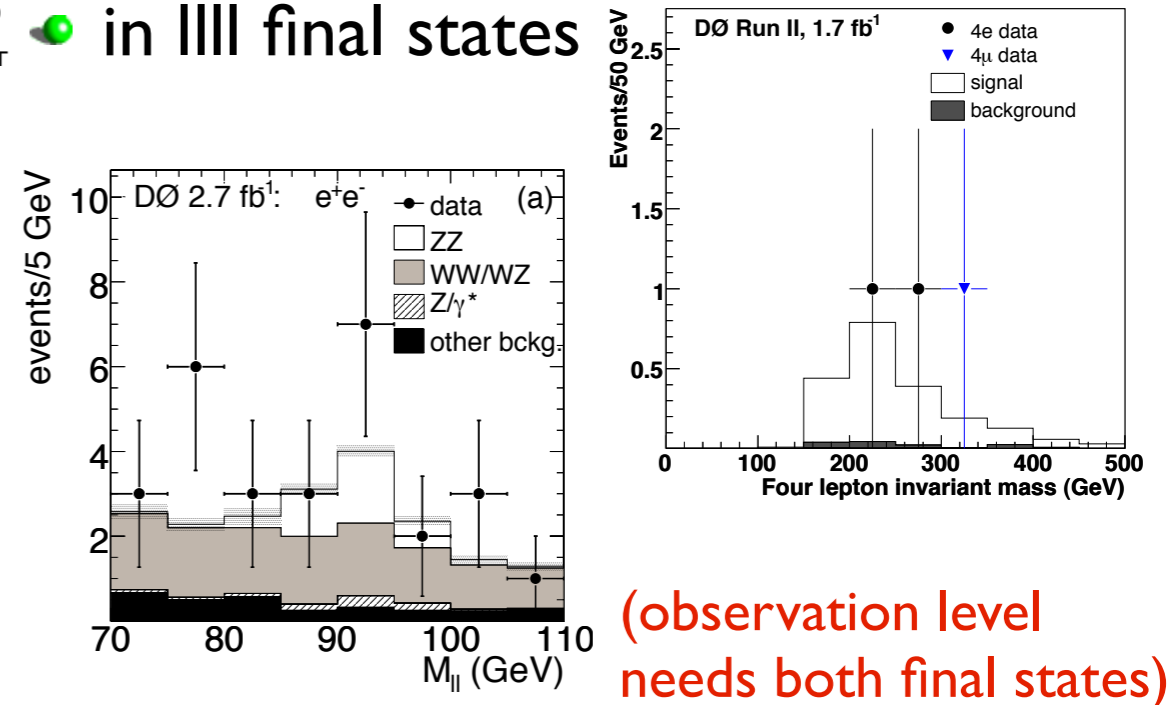 T
in llll final states
DØ 2.7 fb-1: e+e- (a)
data
ZZ
WW/WZ
Z/γ*
other bckg.
events/5 GeV
10
8
6
4
2
70 80 90 100 110
M_ll (GeV)
DØ Run II, 1.7 fb-1
4e data
4μ data
signal
background
Events/50 GeV
2.5
2
1.5
1
0.5
0 100 200 300 400 500
Four lepton invariant mass (GeV)
(observation level
needs both final states)